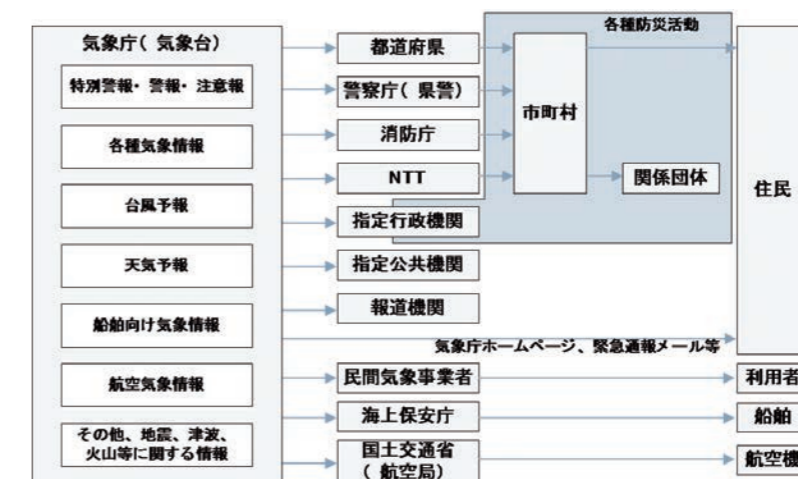 気象庁( 気象台)
特別警報・警報・注意報
各種気象情報
台風予報
天気予報
船舶向け気象情報
航空気象情報
その他、地震、津波、
火山等に関する情報
都道府県
警察庁( 県警)
消防庁
NTT
指定行政機関
指定公共機関
報道機関
民間気象事業者
海上保安庁
国土交通省
( 航空局)
各種防災活動
市町村
関係団体
気象庁ホームページ、緊急通報メール等
住民
利用者
船舶
航空機